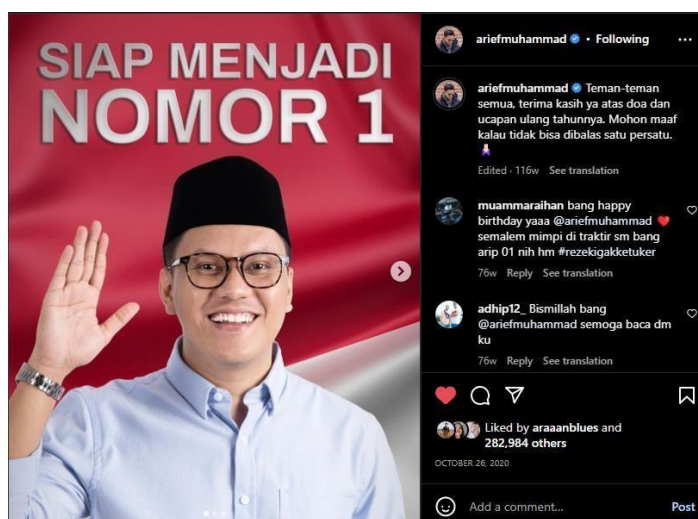 SIAP MENJADI
NOMOR 1
ariefmuhammad • Following
ariefmuhammad Teman-teman
semua, terima kasih ya atas doa dan
ucapan ulang tahunnya. Mohon maaf
kalau tidak bisa dibalas satu persatu.
Edited · 116w See translation
muammaraihan bang happy
birthday yaaa @ariefmuhammad ❤️
semalem mimpi di traktir sm bang
arip 01 nih hm #rezekigakketuker
76w Reply See translation
adhip12_ Bismillah bang
@ariefmuhammad semoga baca dm
ku
76w Reply See translation
Liked by araaanblues and
282,984 others
OCTOBER 26, 2020
Add a comment...
Post